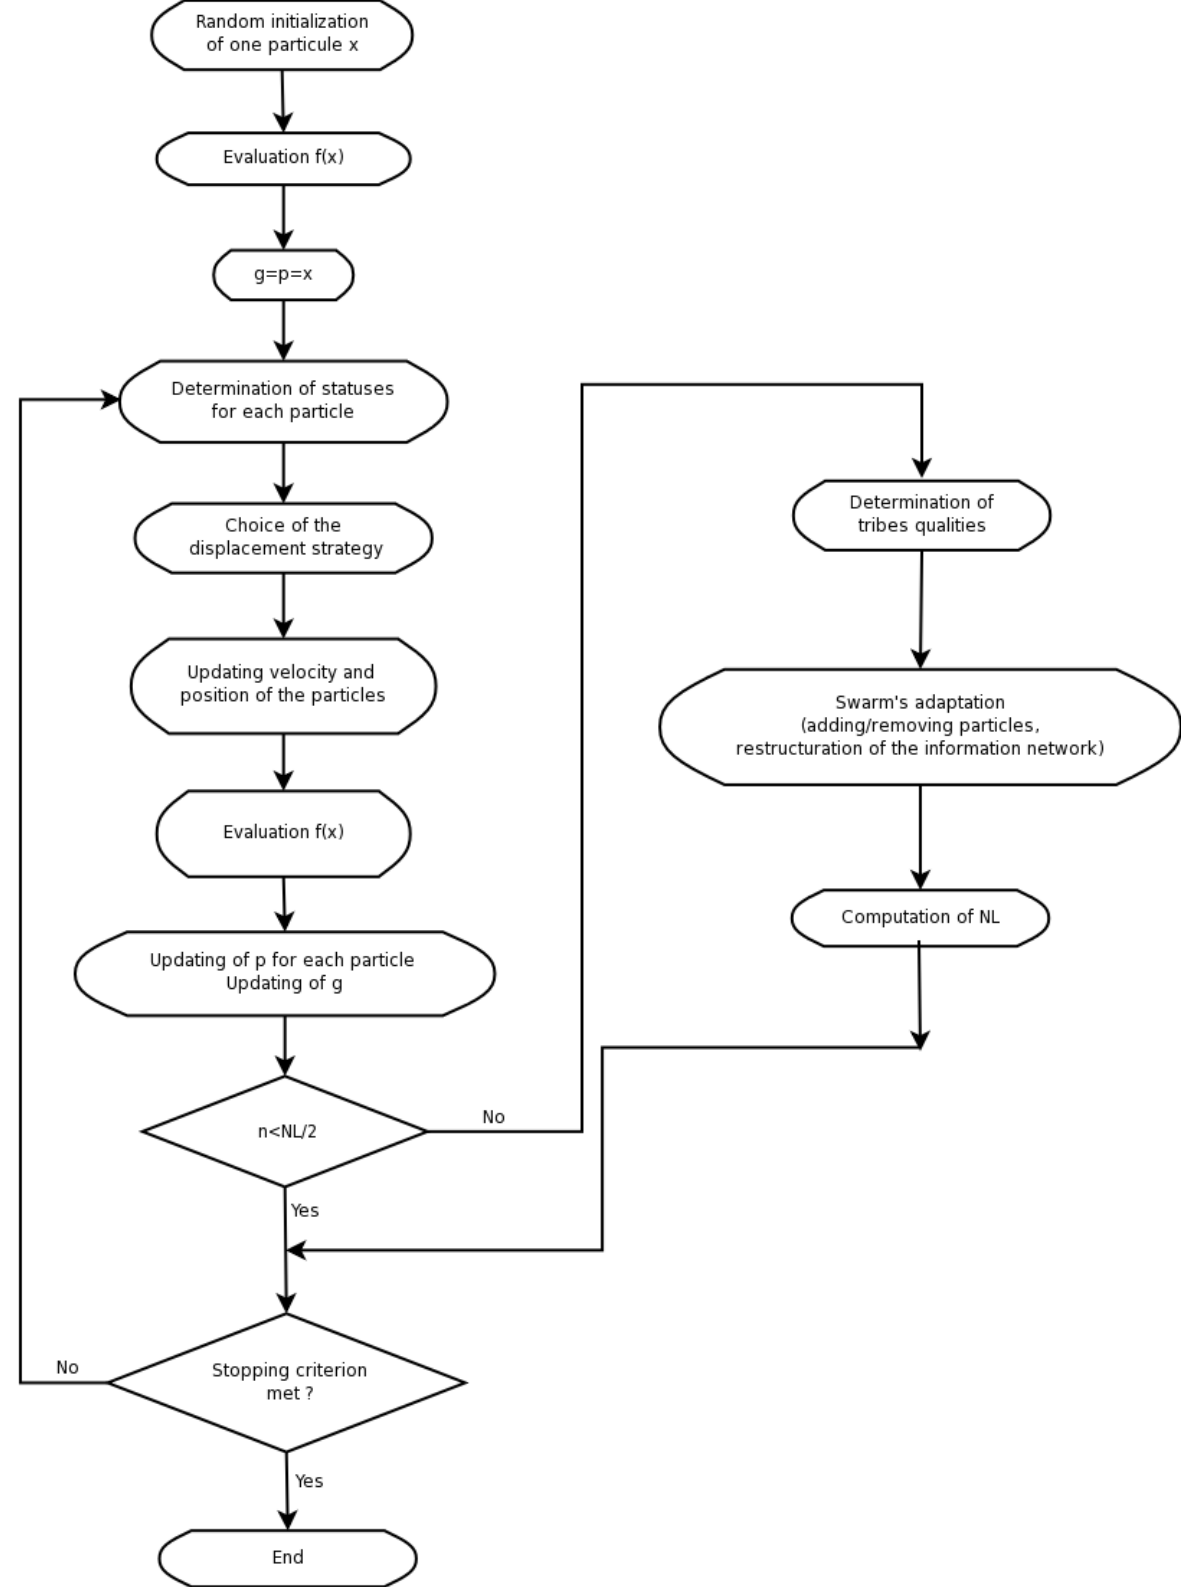 Random initialization
of one particule x
Evaluation f(x)
g=p=x
Determination of statuses
for each particle
Choice of the
displacement strategy
Updating velocity and
position of the particles
Evaluation f(x)
Updating of p for each particle
Updating of g
n<NL/2
No
Yes
Determination of
tribes qualities
Swarm's adaptation
(adding/removing particles,
restructuration of the information network)
Computation of NL
Stopping criterion
met ?
No
Yes
End